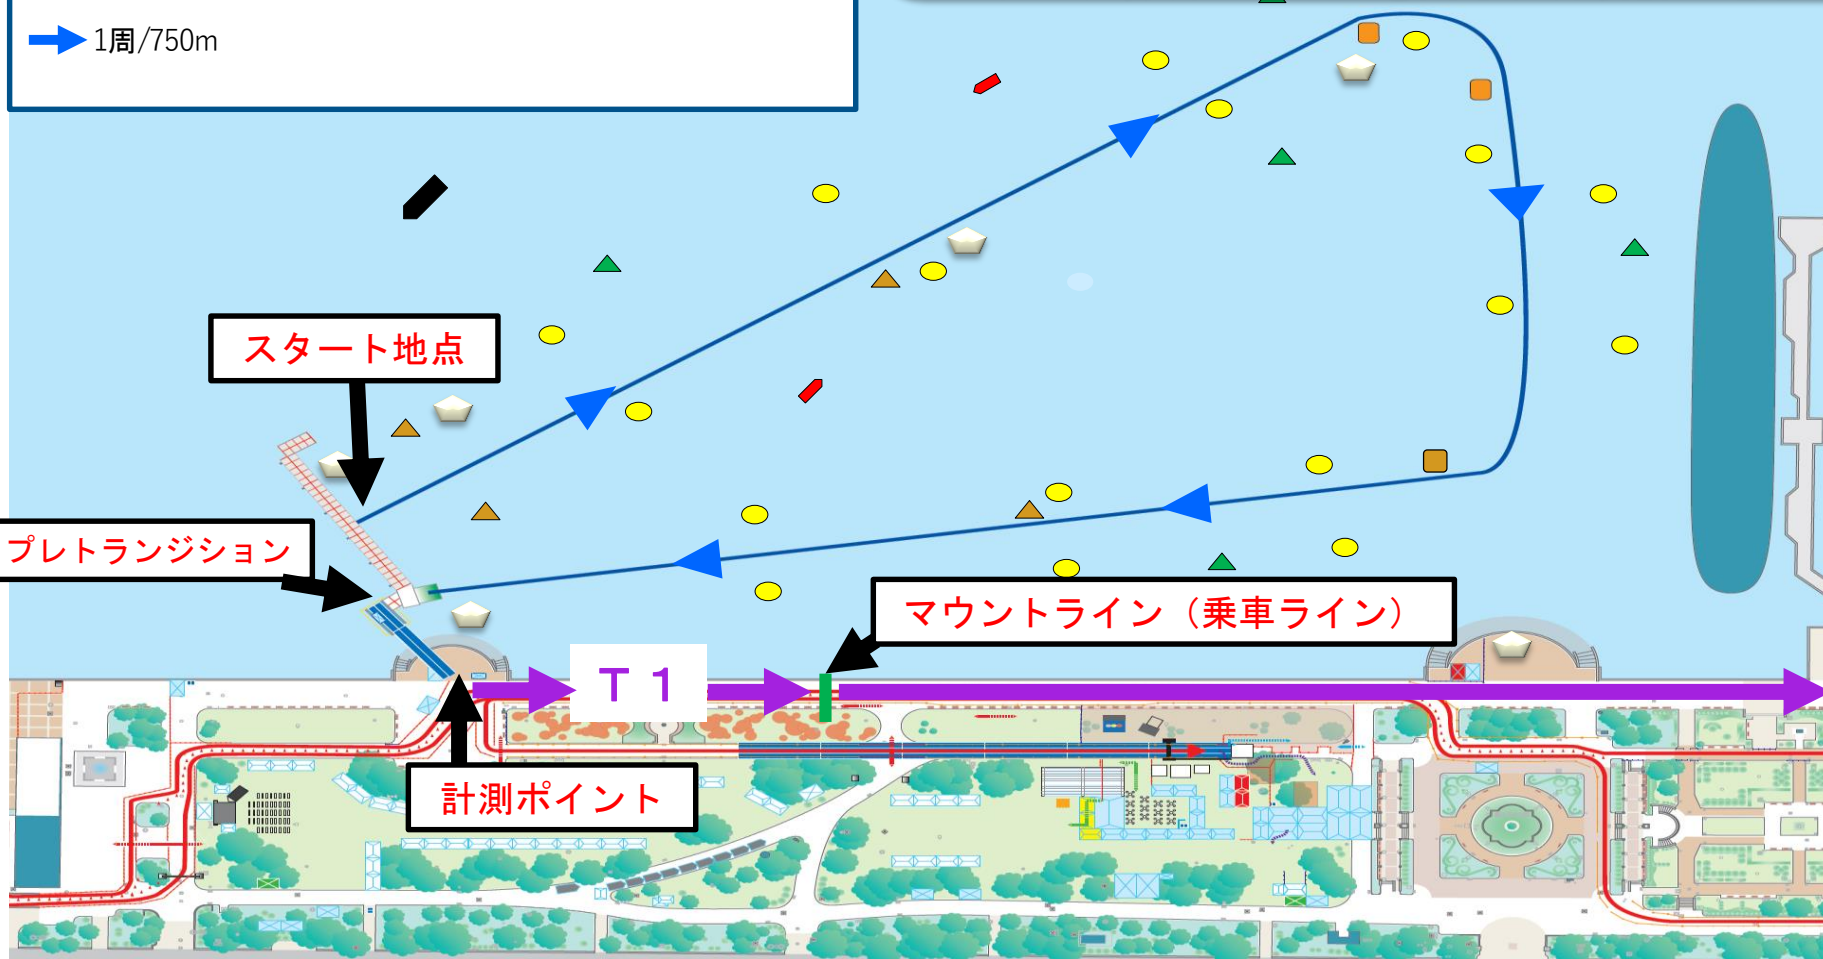 1周/750m
スタート地点
プレトランジション
マウントライン（乗車ライン）
T 1
計測ポイント